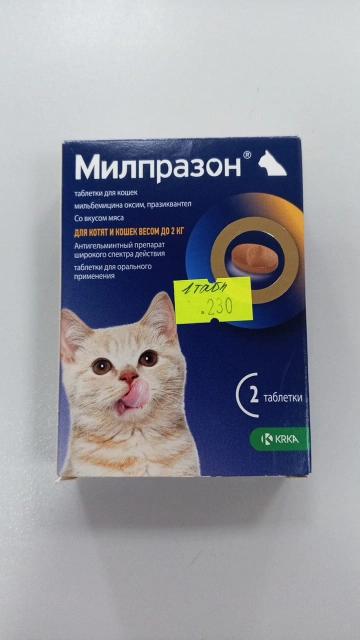 Милпразон®
таблетки для кошек
мильбемицина оксим, празиквантел
Со вкусом мяса
ДЛЯ КОТЯТ И КОШЕК ВЕСОМ ДО 2 КГ
Антигельминтный препарат
широкого спектра действия
таблетки для орального
применения
1 табл
230
2 таблетки
KRKA